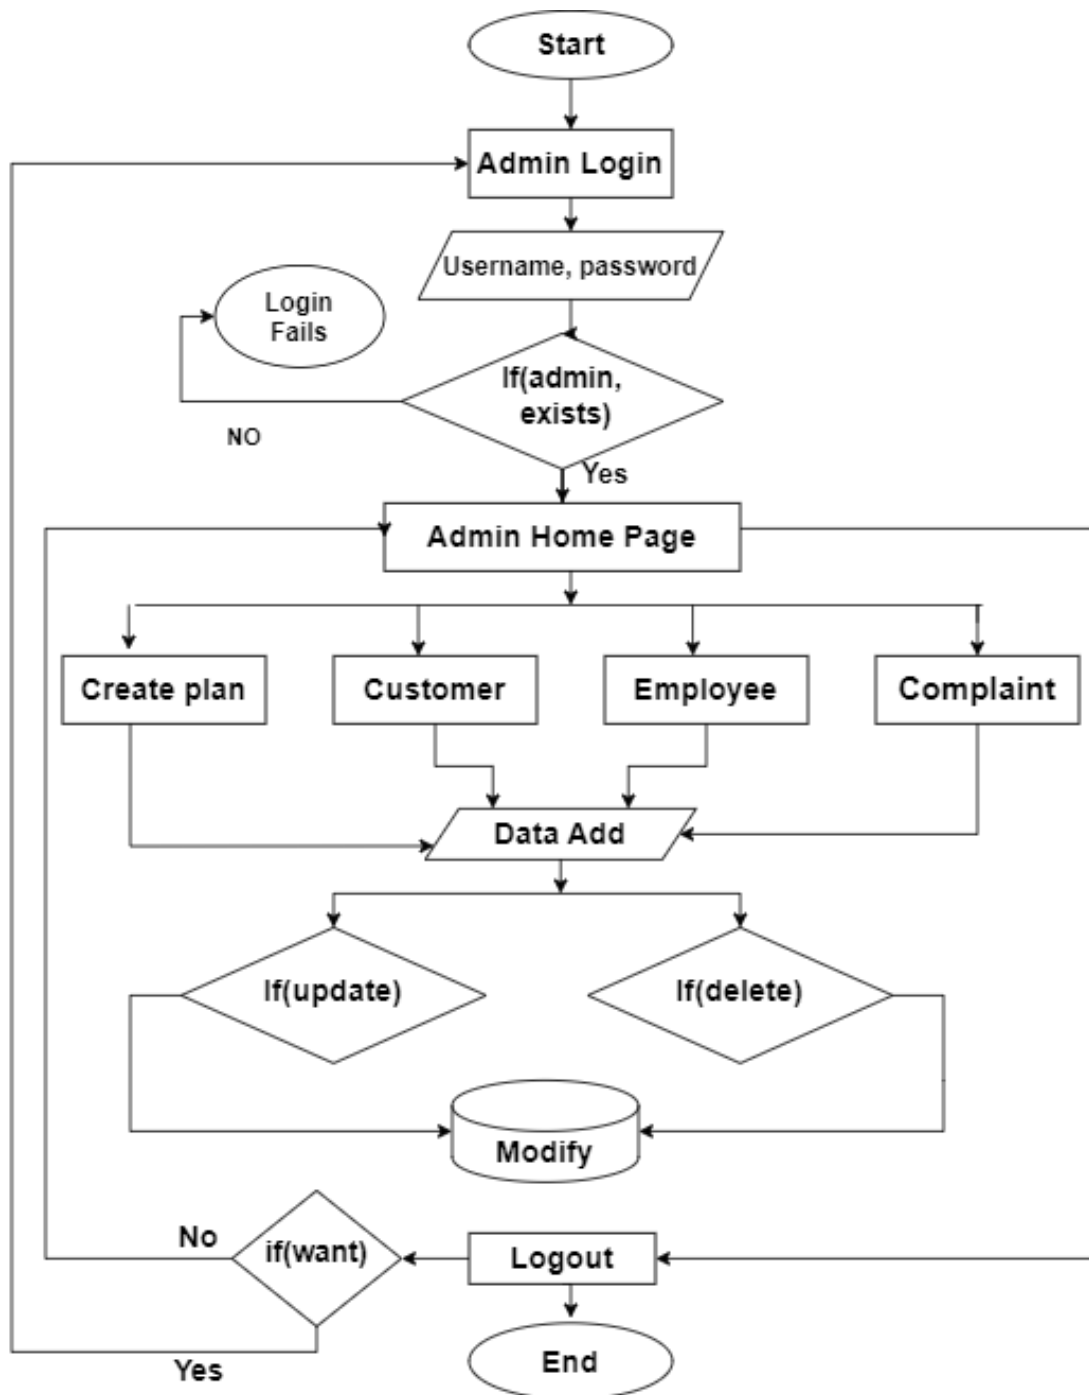 Start
Admin Login
Username, password
Login
Fails
If(admin,
exists)
NO
Yes
Admin Home Page
Create plan
Customer
Employee
Complaint
Data Add
If(update)
If(delete)
Modify
No
if(want)
Logout
Yes
End